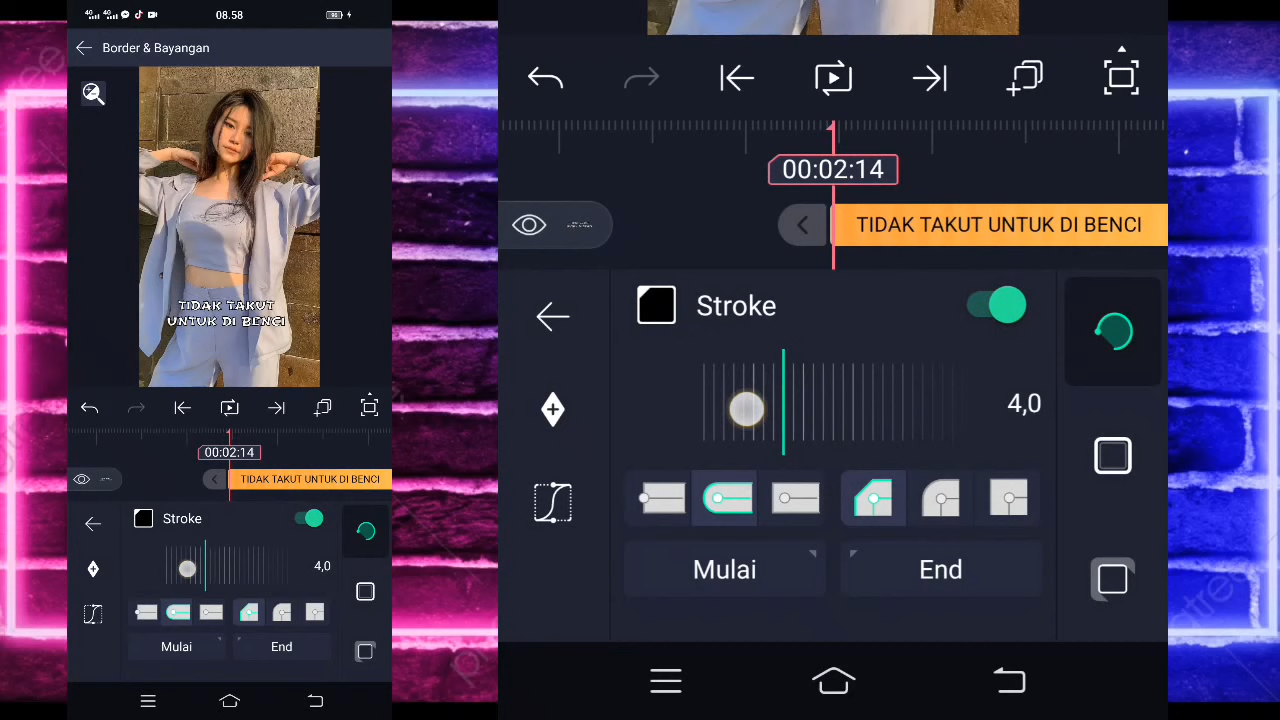 08.58
Border & Bayangan
TIDAK TAKUT
UNTUK DI BENCI
00:02:14
TIDAK TAKUT UNTUK DI BENCI
Stroke
4,0
Mulai
End
00:02:14
TIDAK TAKUT UNTUK DI BENCI
Stroke
4,0
Mulai
End